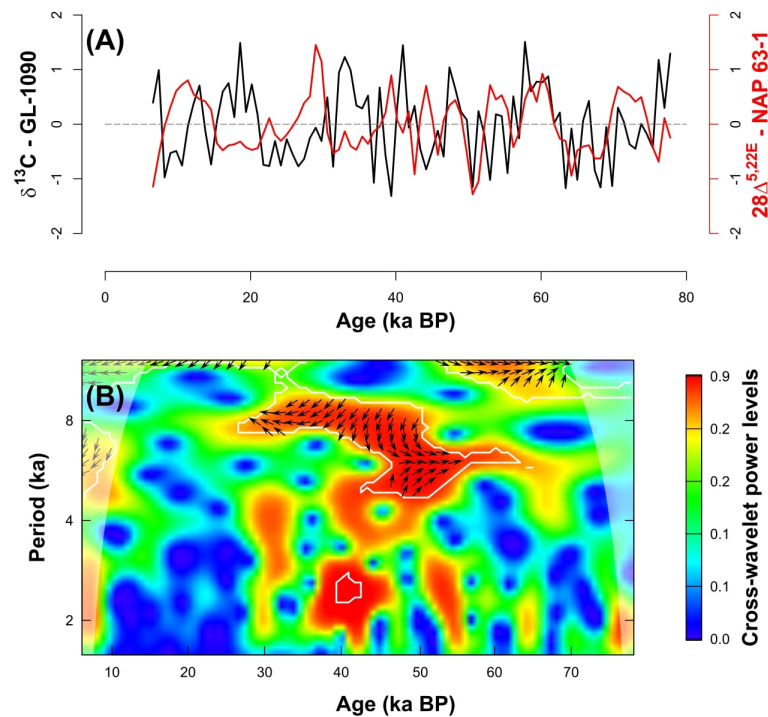 (A)
δ¹³C - GL-1090
2
1
0
-1
-2
2
1
0
-1
-2
28Δ⁵,²²ᴱ - NAP 63-1
0 20 40 60 80
Age (ka BP)
(B)
Period (ka)
8
4
2
10 20 30 40 50 60 70
Age (ka BP)
0.9
0.2
0.2
0.1
0.1
0.0
Cross-wavelet power levels